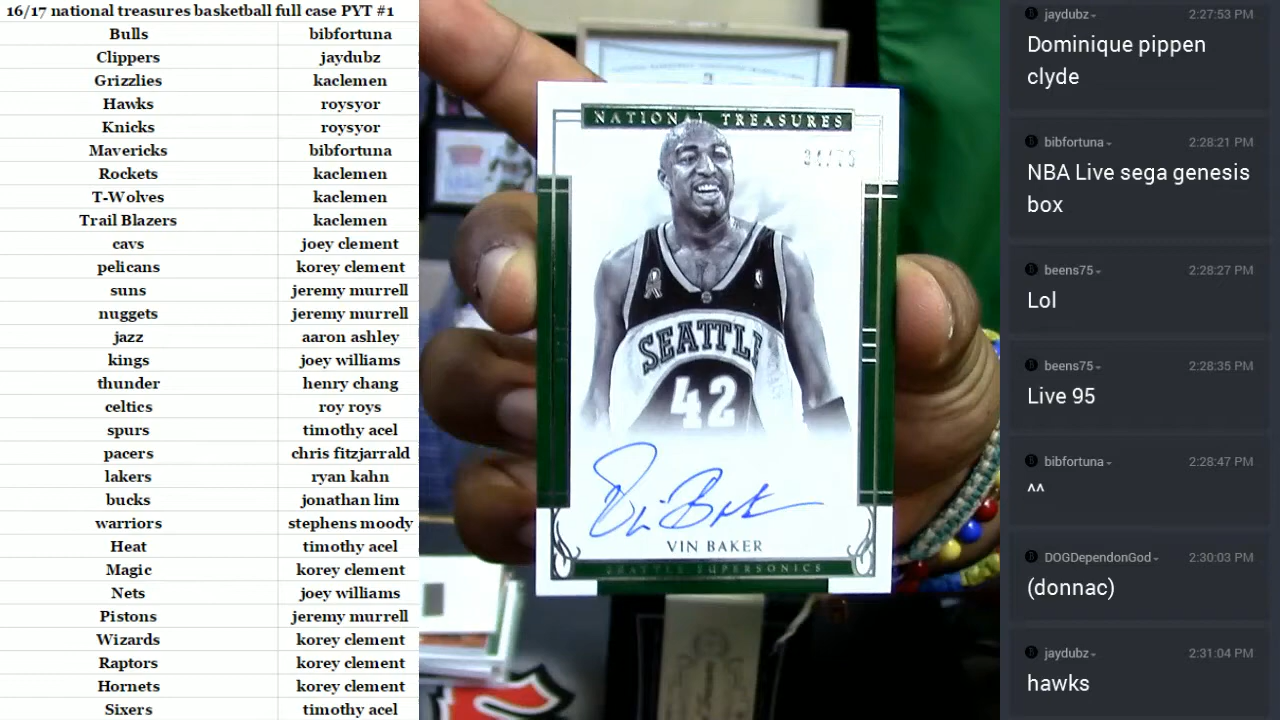 16/17 national treasures basketball full case PYT #1
Bulls bibfortuna
Clippers jaydubz
Grizzlies kaclemen
Hawks roysyor
Knicks roysyor
Mavericks bibfortuna
Rockets kaclemen
T-Wolves kaclemen
Trail Blazers kaclemen
cavs joey clement
pelicans korey clement
suns jeremy murrell
nuggets jeremy murrell
jazz aaron ashley
kings joey williams
thunder henry chang
celtics roy roys
spurs timothy acel
pacers chris fitzjarrald
lakers ryan kahn
bucks jonathan lim
warriors stephens moody
Heat timothy acel
Magic korey clement
Nets joey williams
Pistons jeremy murrell
Wizards korey clement
Raptors korey clement
Hornets korey clement
Sixers timothy acel
NATIONAL TREASURES
SEATTLE
42
Vin Baker
VIN BAKER
SEATTLE SUPERSONICS
jaydubz 2:27:53 PM
Dominique pippen
clyde
bibfortuna 2:28:21 PM
NBA Live sega genesis
box
beens75 2:28:27 PM
Lol
beens75 2:28:35 PM
Live 95
bibfortuna 2:28:47 PM
^^
DOGDependonGod 2:30:03 PM
(donnac)
jaydubz 2:31:04 PM
hawks